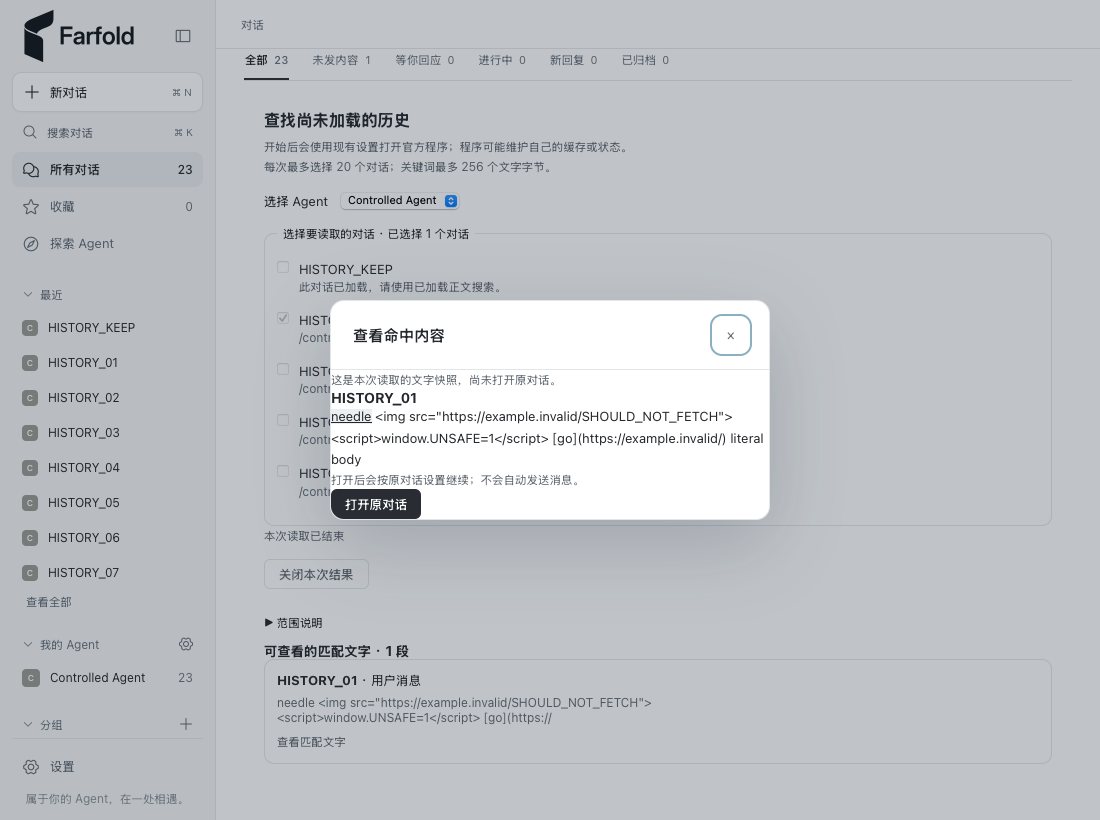 Farfold
新对话 ⌘ N
搜索对话 ⌘ K
所有对话 23
收藏 0
探索 Agent
最近
C HISTORY_KEEP
C HISTORY_01
C HISTORY_02
C HISTORY_03
C HISTORY_04
C HISTORY_05
C HISTORY_06
C HISTORY_07
查看全部
我的 Agent
C Controlled Agent 23
分组
设置
属于你的 Agent，在一处相遇。
对话
全部 23 未发内容 1 等你回应 0 进行中 0 新回复 0 已归档 0
查找尚未加载的历史
开始后会使用现有设置打开官方程序；程序可能维护自己的缓存或状态。
每次最多选择 20 个对话；关键词最多 256 个文字字节。
选择 Agent Controlled Agent
选择要读取的对话 · 已选择 1 个对话
HISTORY_KEEP
此对话已加载，请使用已加载正文搜索。
HIST
/cont
HIST
/cont
HIST
/cont
HIST
/cont
查看命中内容 ×
这是本次读取的文字快照，尚未打开原对话。
HISTORY_01
needle <img src="https://example.invalid/SHOULD_NOT_FETCH">
<script>window.UNSAFE=1</script> [go](https://example.invalid/) literal
body
打开后会按原对话设置继续；不会自动发送消息。
打开原对话
本次读取已结束
关闭本次结果
范围说明
可查看的匹配文字 · 1 段
HISTORY_01 · 用户消息
needle <img src="https://example.invalid/SHOULD_NOT_FETCH">
<script>window.UNSAFE=1</script> [go](https://
查看匹配文字